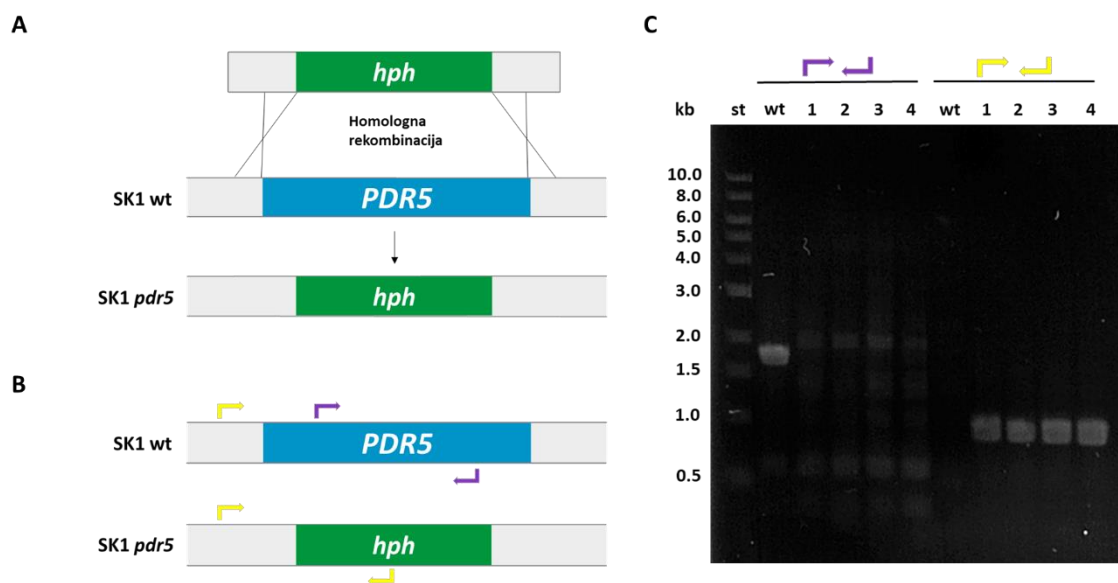 A
hph
Homologna
rekombinacija
SK1 wt
PDR5
SK1 pdr5
hph
B
SK1 wt
PDR5
SK1 pdr5
hph
C
kb st wt 1 2 3 4 wt 1 2 3 4
10.0
8.0
6.0
5.0
4.0
3.0
2.0
1.5
1.0
0.5